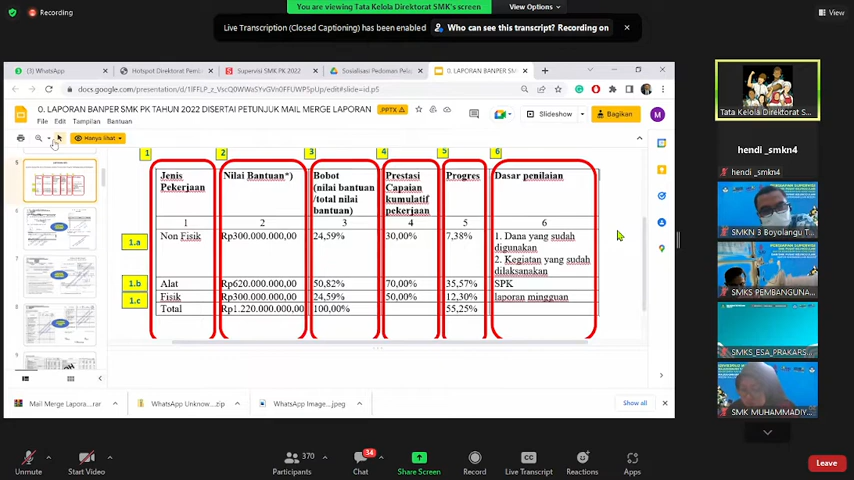 Recording
You are viewing Tata Kelola Direktorat SMK's screen
View Options
View
Live Transcription (Closed Captioning) has been enabled
Who can see this transcript? Recording on
(3) WhatsApp
Hotspot Direktorat Pemb
Supervisi SMK PK 2022
Sosialisasi Pedoman Pela
0. LAPORAN BANPER SMK PK
docs.google.com/presentation/d/
0. LAPORAN BANPER SMK PK TAHUN 2022 DISERTAI PETUNJUK MAIL MERGE LAPORAN
PPTX
Slideshow
Bagikan
M
File Edit Tampilan Bantuan
Hanya lihat
1 2 3 4 5 6
Jenis Pekerjaan
Nilai Bantuan*)
Bobot (nilai bantuan /total nilai bantuan)
Prestasi Capaian kumulatif pekerjaan
Progres
Dasar penilaian
1 2 3 4 5 6
1.a Non Fisik Rp300.000.000,00 24,59% 30,00% 7,38% 1. Dana yang sudah digunakan
2. Kegiatan yang sudah dilaksanakan
1.b Alat Rp620.000.000,00 50,82% 70,00% 35,57% SPK
1.c Fisik Rp300.000.000,00 24,59% 50,00% 12,30% laporan mingguan
Total Rp1.220.000.000,00 100,00% 55,25%
5
6
7
8
9
Mail Merge Lapora....rar
WhatsApp Unknow....zip
WhatsApp Image....jpeg
Show all
Tata Kelola Direktorat S
hendi _smkn4
hendi _smkn4
SMKN 3 Boyolangu T
SMKS PEMBANGUNA
SMKS_ESA_PRAKARS
SMK MUHAMMADIY
Unmute
Start Video
370
Participants
34
Chat
Share Screen
Record
CC
Live Transcript
Reactions
Apps
Leave